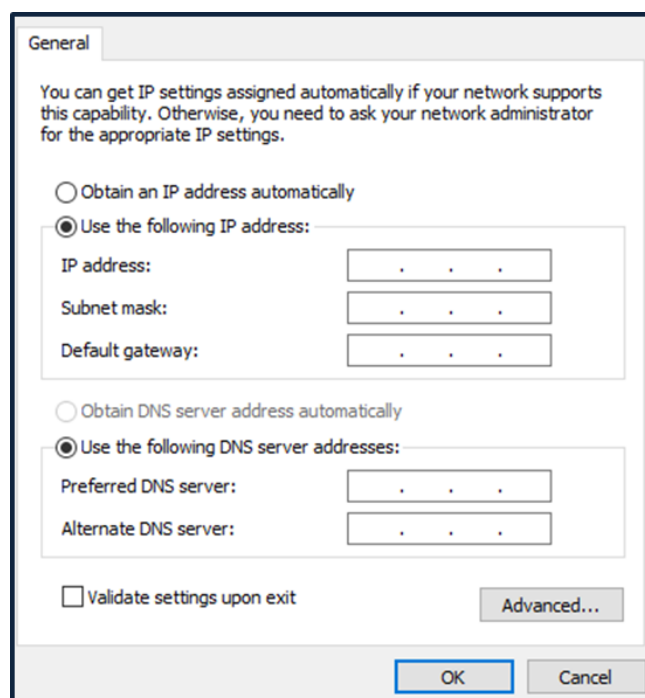 General
You can get IP settings assigned automatically if your network supports
this capability. Otherwise, you need to ask your network administrator
for the appropriate IP settings.
Obtain an IP address automatically
Use the following IP address:
IP address: . . .
Subnet mask: . . .
Default gateway: . . .
Obtain DNS server address automatically
Use the following DNS server addresses:
Preferred DNS server: . . .
Alternate DNS server: . . .
Validate settings upon exit
Advanced...
OK Cancel